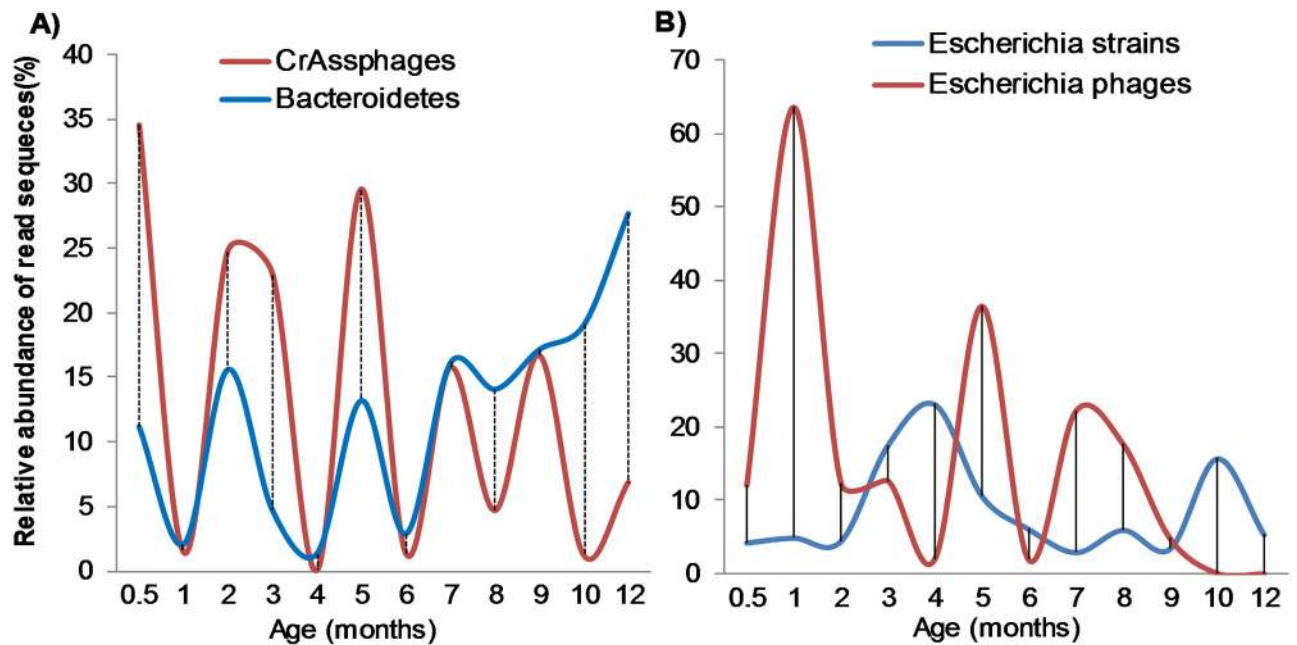 A)
CrAssphages
Bacteroidetes
Relative abundance of read sequeces(%)
40
35
30
25
20
15
10
5
0
0.5 1 2 3 4 5 6 7 8 9 10 12
Age (months)
B)
Escherichia strains
Escherichia phages
70
60
50
40
30
20
10
0
0.5 1 2 3 4 5 6 7 8 9 10 12
Age (months)